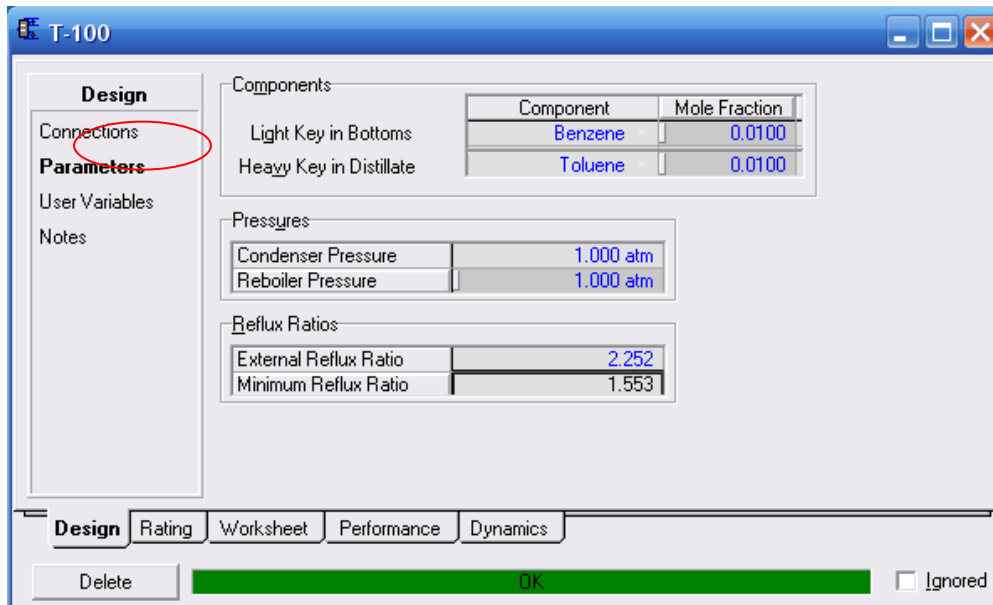 T-100
Design
Connections
Parameters
User Variables
Notes
Components
Component Mole Fraction
Light Key in Bottoms Benzene 0.0100
Heavy Key in Distillate Toluene 0.0100
Pressures
Condenser Pressure 1.000 atm
Reboiler Pressure 1.000 atm
Reflux Ratios
External Reflux Ratio 2.252
Minimum Reflux Ratio 1.553
Design Rating Worksheet Performance Dynamics
Delete OK Ignored